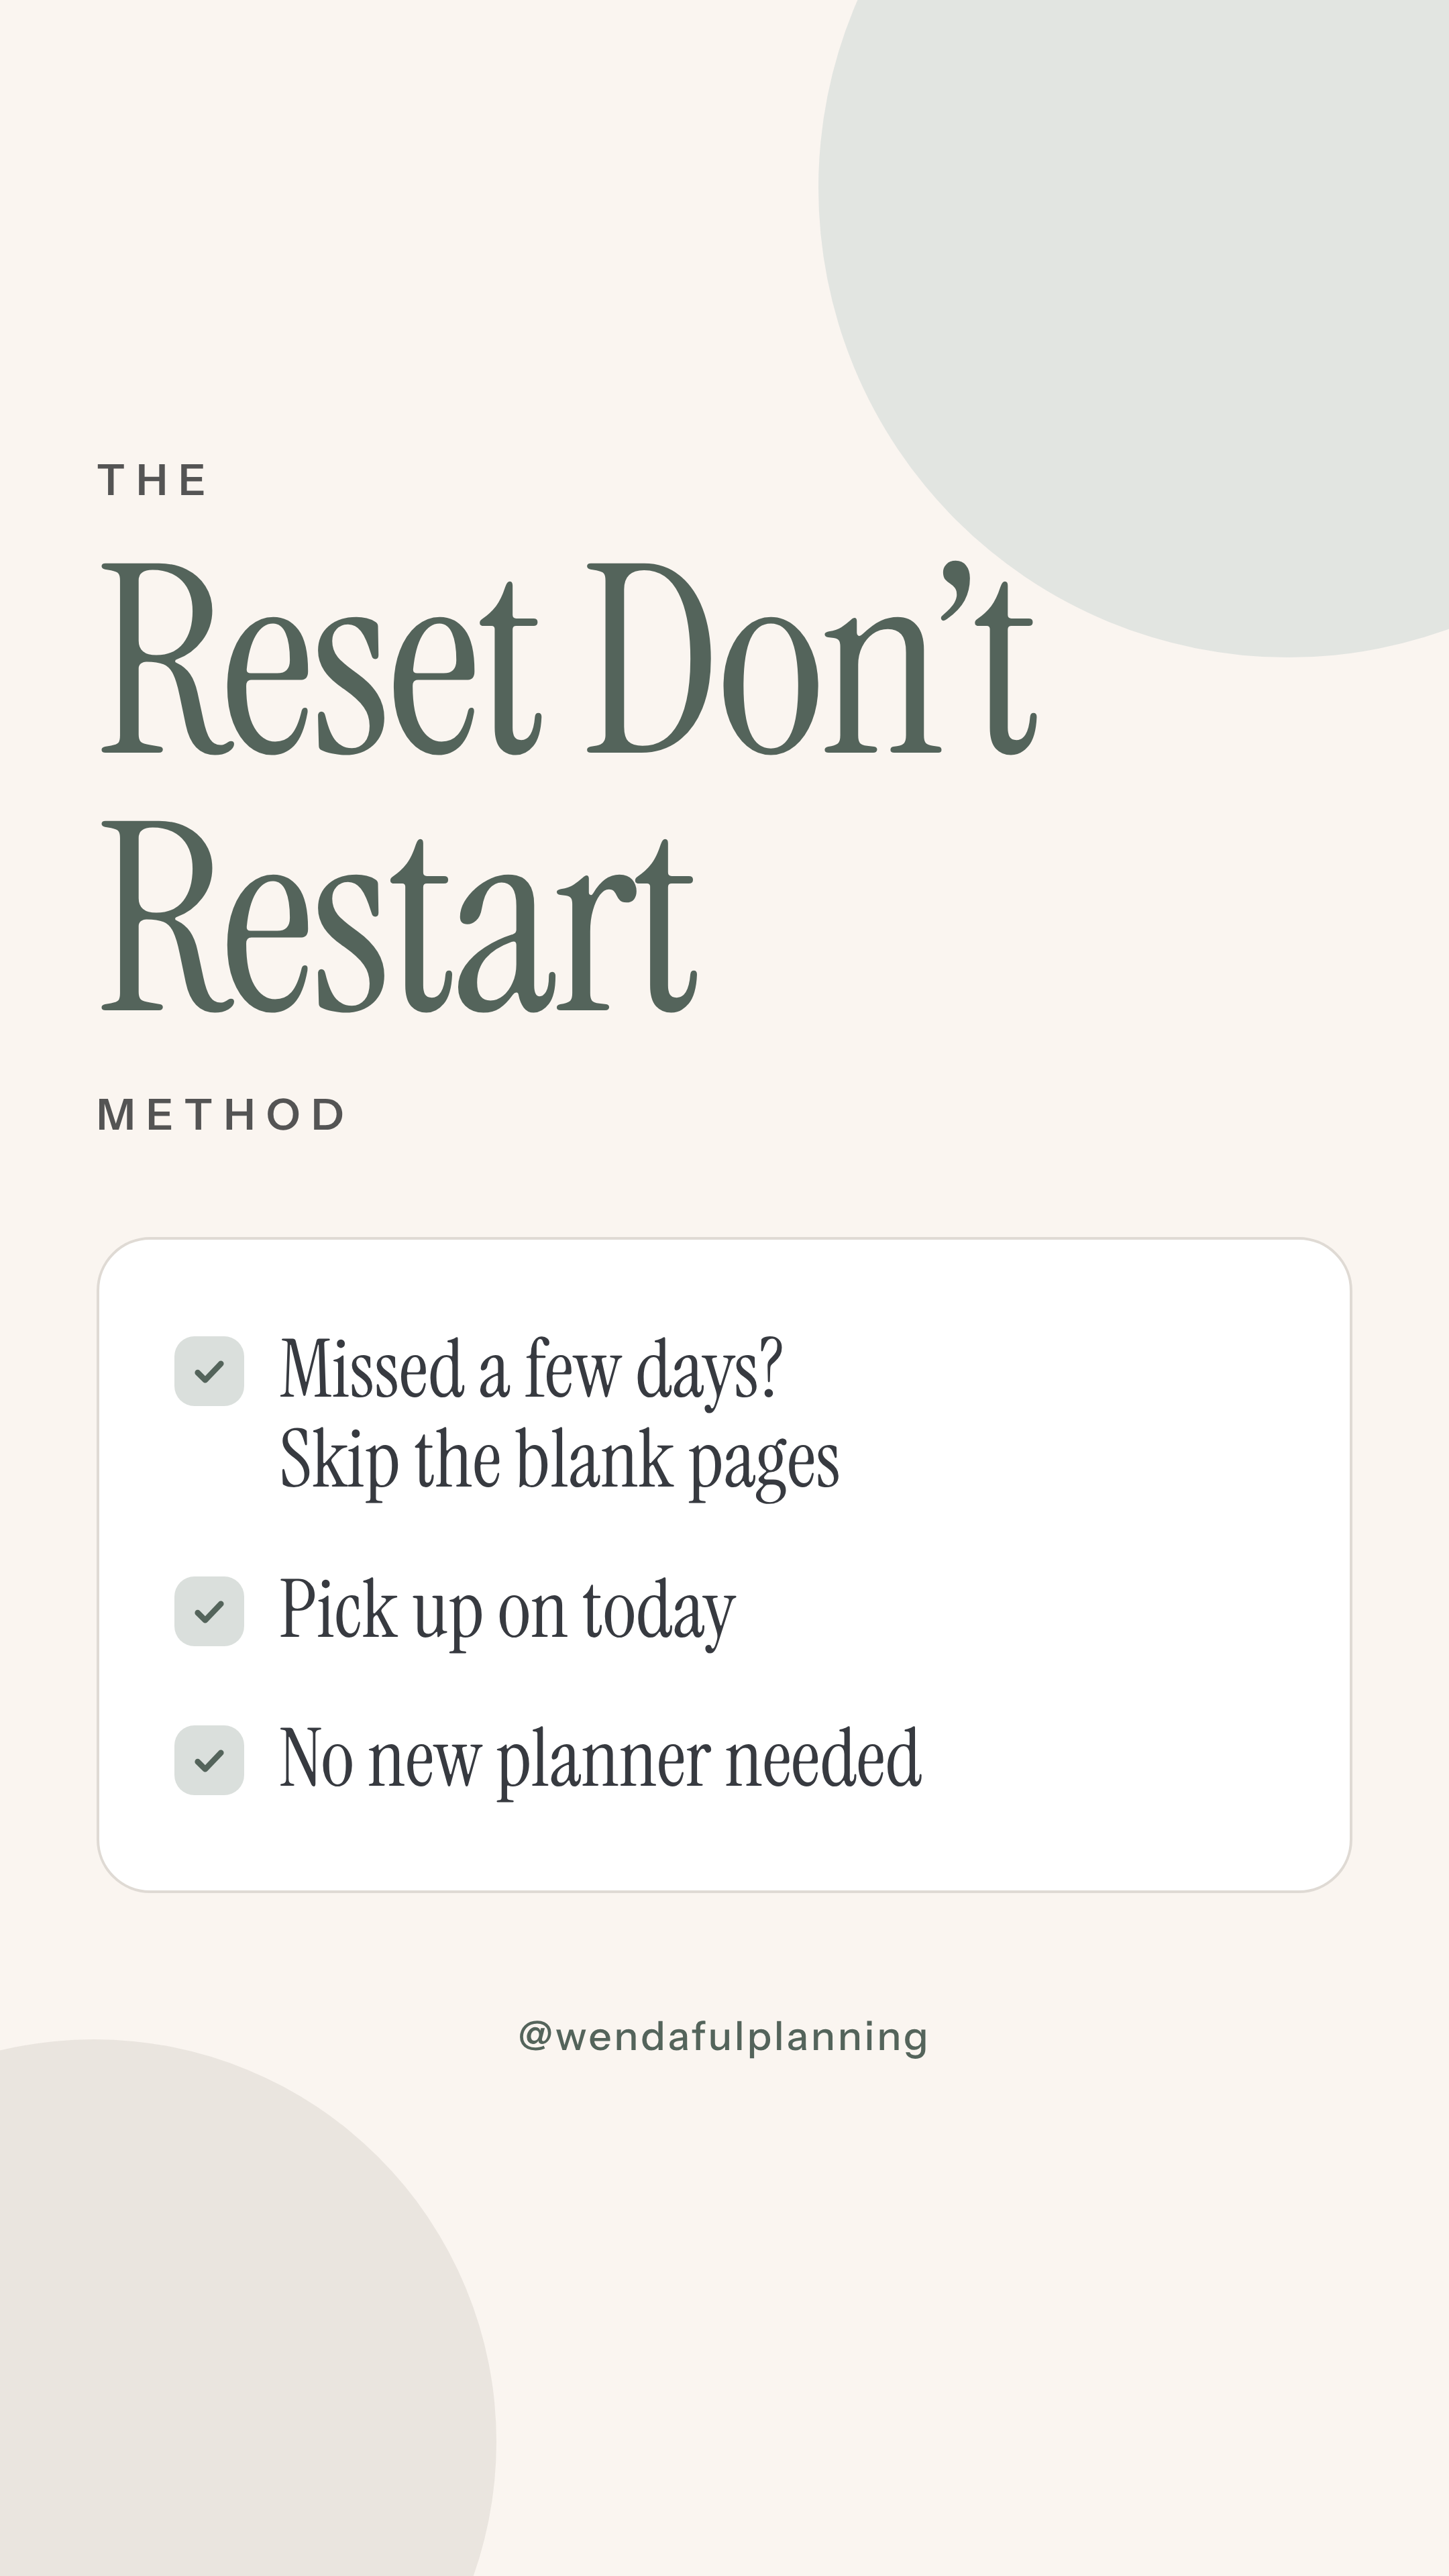 THE
Reset Don’t
Restart
METHOD
Missed a few days?
Skip the blank pages
Pick up on today
No new planner needed
@wendafulplanning